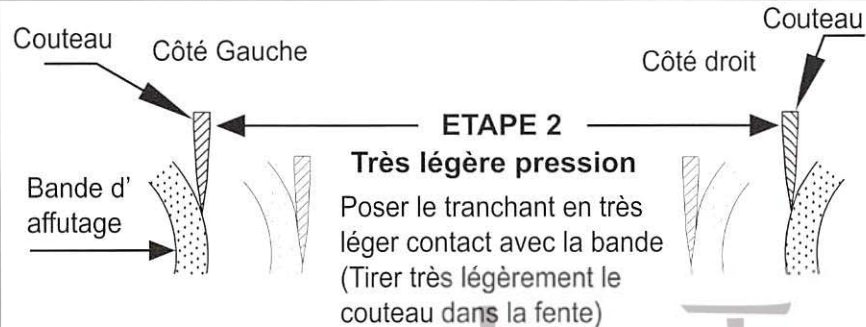 Couteau
Côté Gauche
Couteau
Côté droit
ETAPE 2
Très légère pression
Bande d'
affutage
Poser le tranchant en très
léger contact avec la bande
(Tirer très légèrement le
couteau dans la fente)